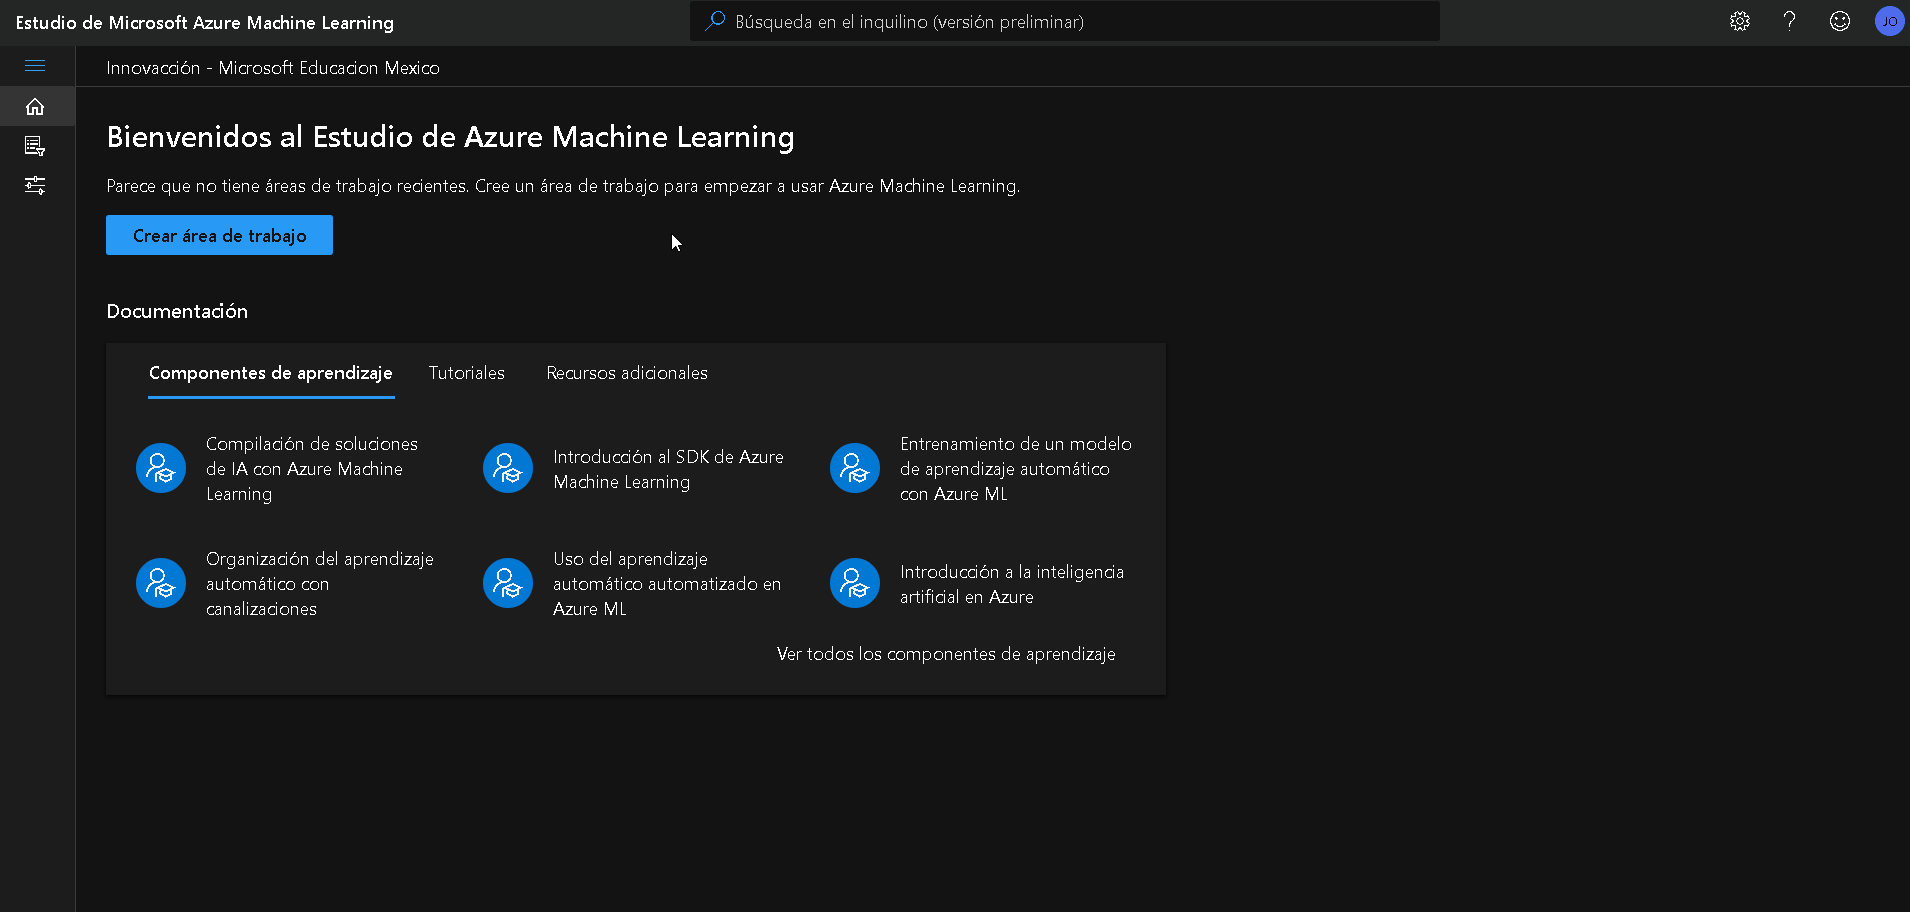 Estudio de Microsoft Azure Machine Learning
Búsqueda en el inquilino (versión preliminar)
JO
Innovacción - Microsoft Educacion Mexico
Bienvenidos al Estudio de Azure Machine Learning
Parece que no tiene áreas de trabajo recientes. Cree un área de trabajo para empezar a usar Azure Machine Learning.
Crear área de trabajo
Documentación
Componentes de aprendizaje
Tutoriales
Recursos adicionales
Compilación de soluciones
de IA con Azure Machine
Learning
Introducción al SDK de Azure
Machine Learning
Entrenamiento de un modelo
de aprendizaje automático
con Azure ML
Organización del aprendizaje
automático con
canalizaciones
Uso del aprendizaje
automático automatizado en
Azure ML
Introducción a la inteligencia
artificial en Azure
Ver todos los componentes de aprendizaje